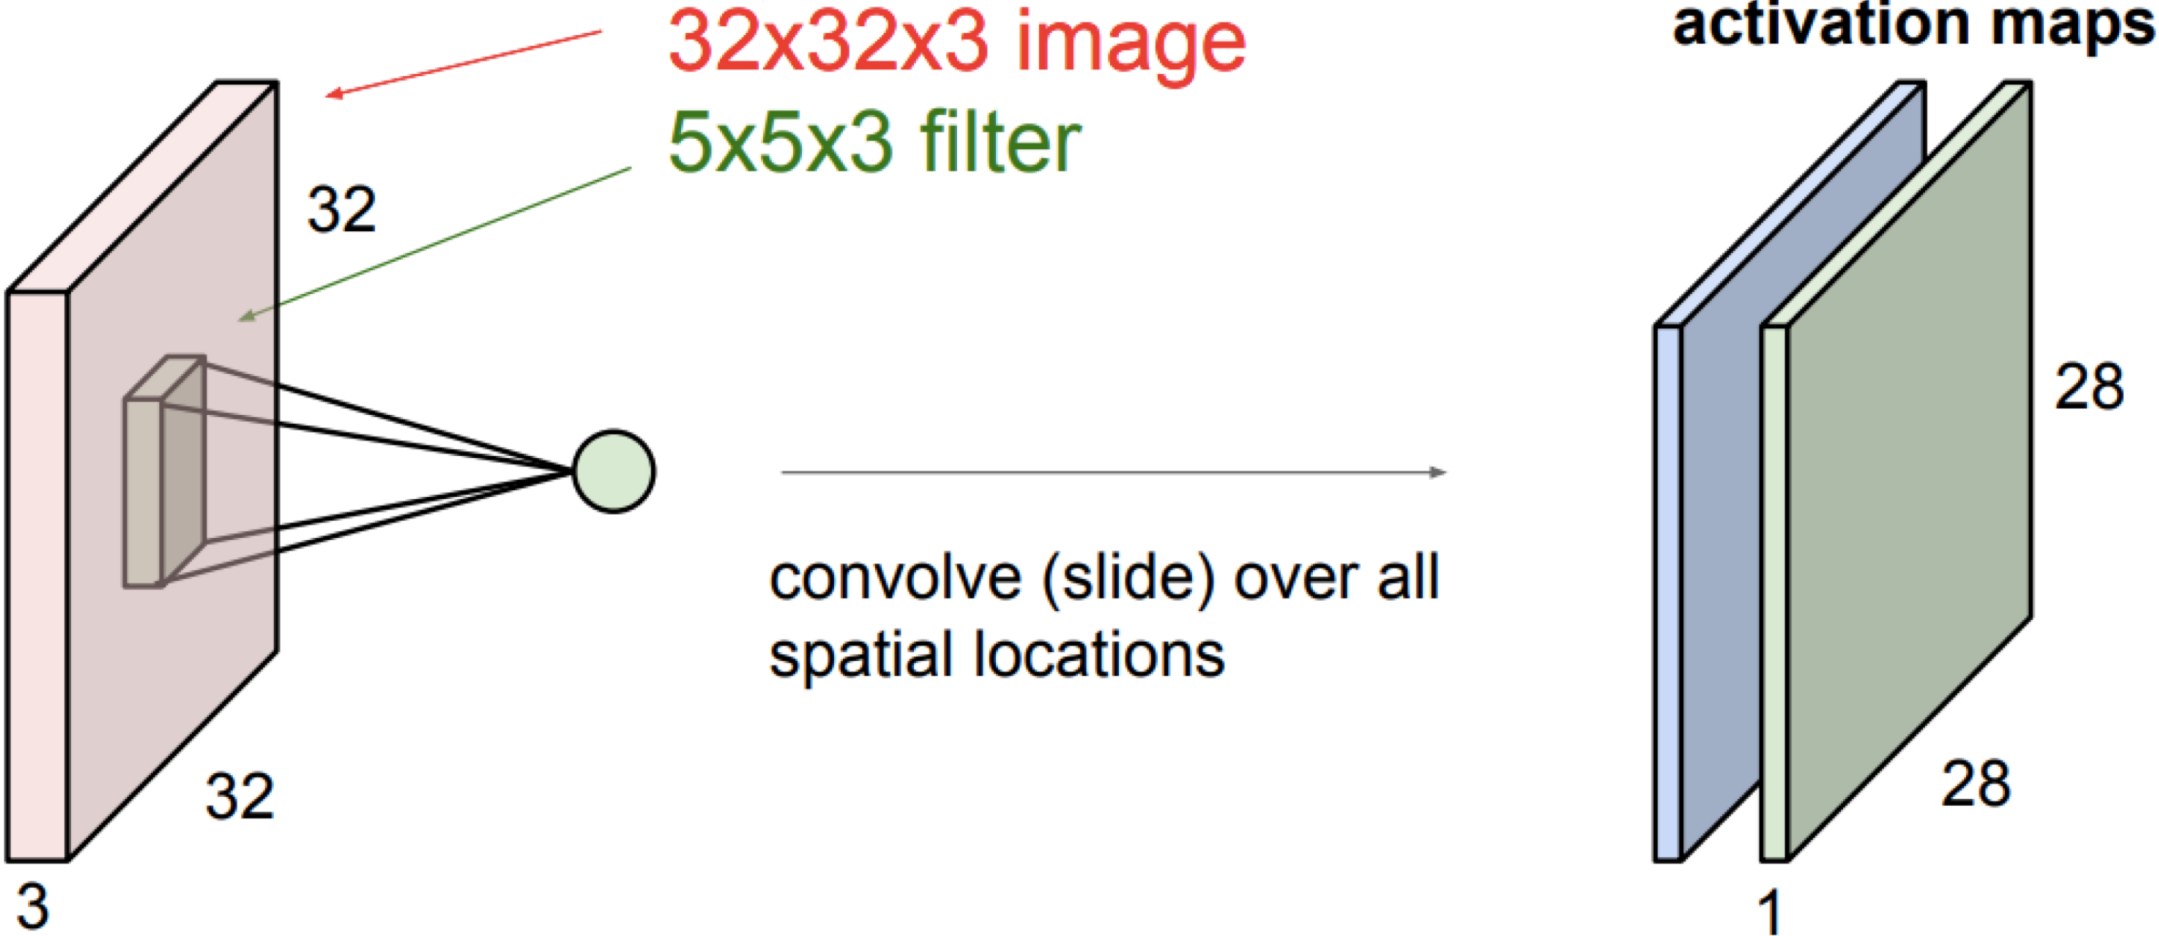 32x32x3 image
5x5x3 filter
activation maps
32
32
3
convolve (slide) over all
spatial locations
28
28
1